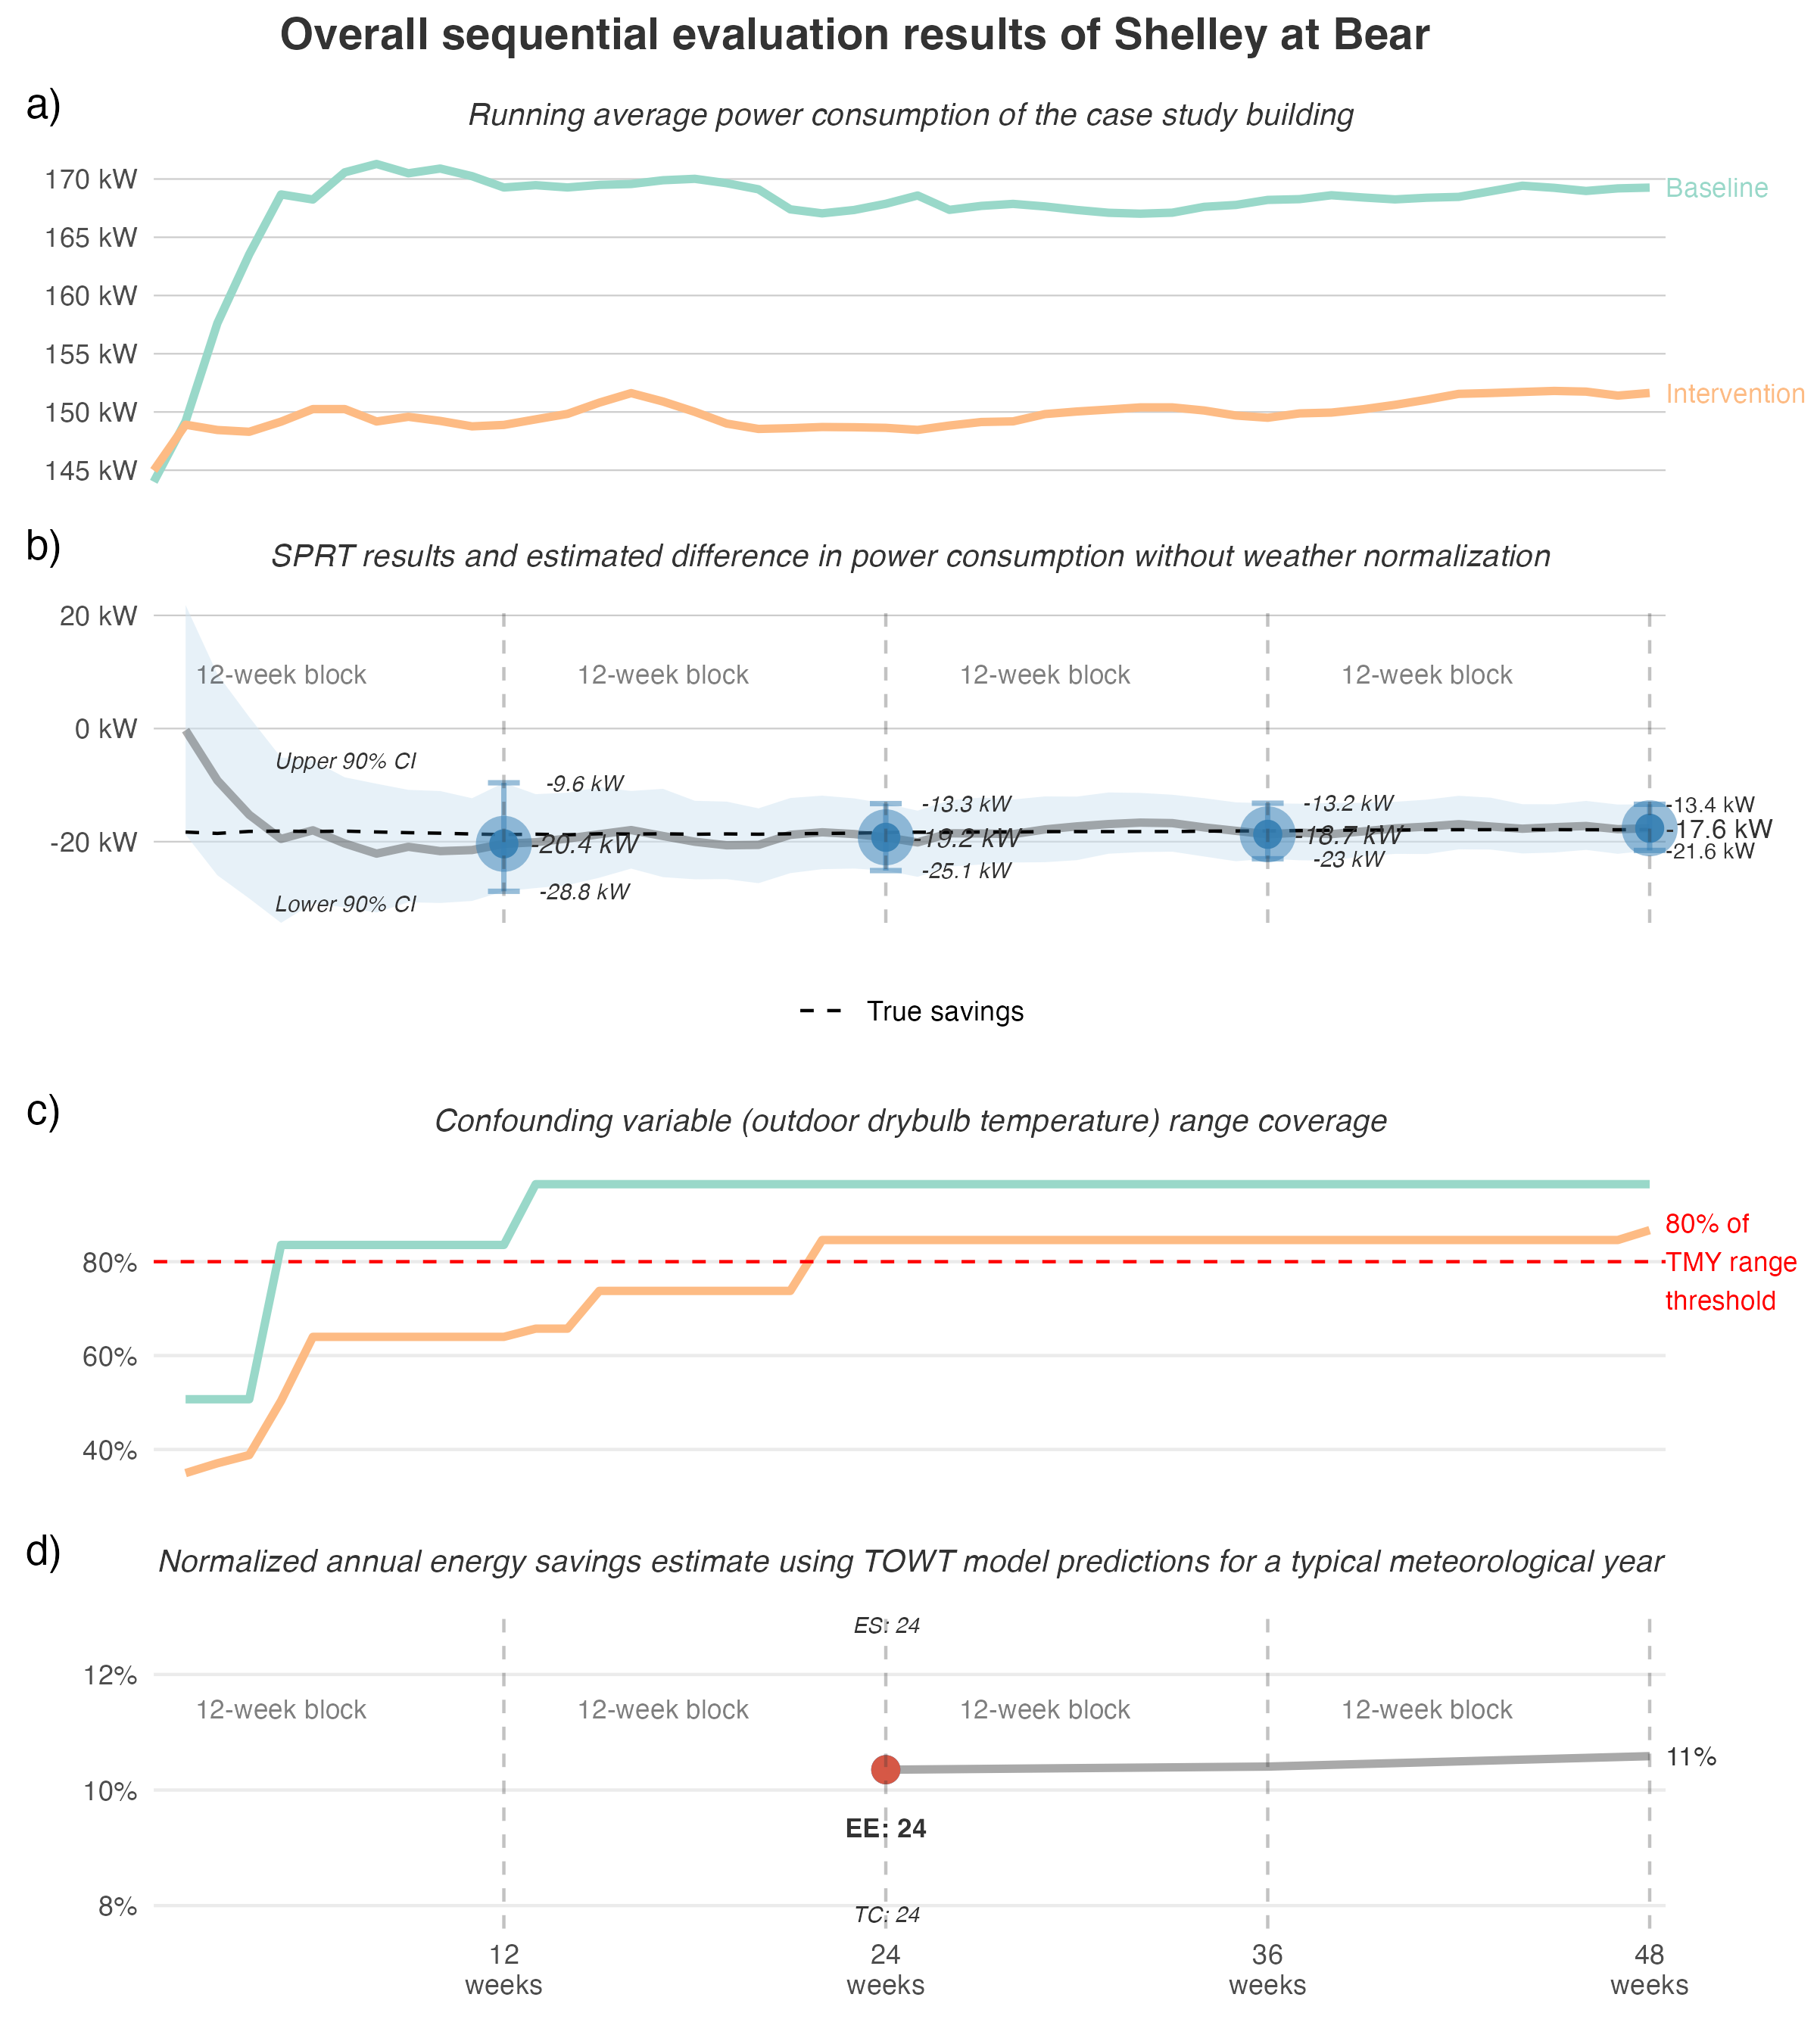 Overall sequential evaluation results of Shelley at Bear
a)
Running average power consumption of the case study building
170 kW
165 kW
160 kW
155 kW
150 kW
145 kW
Baseline
Intervention
b)
SPRT results and estimated difference in power consumption without weather normalization
20 kW
0 kW
-20 kW
12-week block
12-week block
12-week block
12-week block
Upper 90% CI
Lower 90% CI
-9.6 kW
-20.4 kW
-28.8 kW
-13.3 kW
-19.2 kW
-25.1 kW
-13.2 kW
-18.7 kW
-23 kW
-13.4 kW
-17.6 kW
-21.6 kW
True savings
c)
Confounding variable (outdoor drybulb temperature) range coverage
80%
60%
40%
80% of
TMY range
threshold
d)
Normalized annual energy savings estimate using TOWT model predictions for a typical meteorological year
12%
10%
8%
ES: 24
12-week block
12-week block
12-week block
12-week block
11%
EE: 24
TC: 24
12
weeks
24
weeks
36
weeks
48
weeks